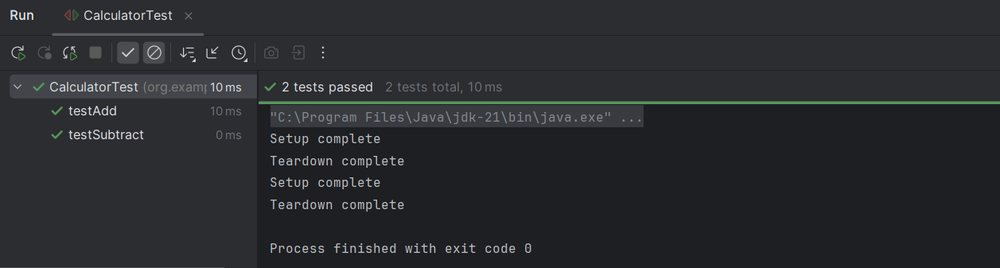 Run CalculatorTest
CalculatorTest (org.examp 10 ms
testAdd 10 ms
testSubtract 0 ms
2 tests passed 2 tests total, 10 ms
"C:\Program Files\Java\jdk-21\bin\java.exe" ...
Setup complete
Teardown complete
Setup complete
Teardown complete
Process finished with exit code 0